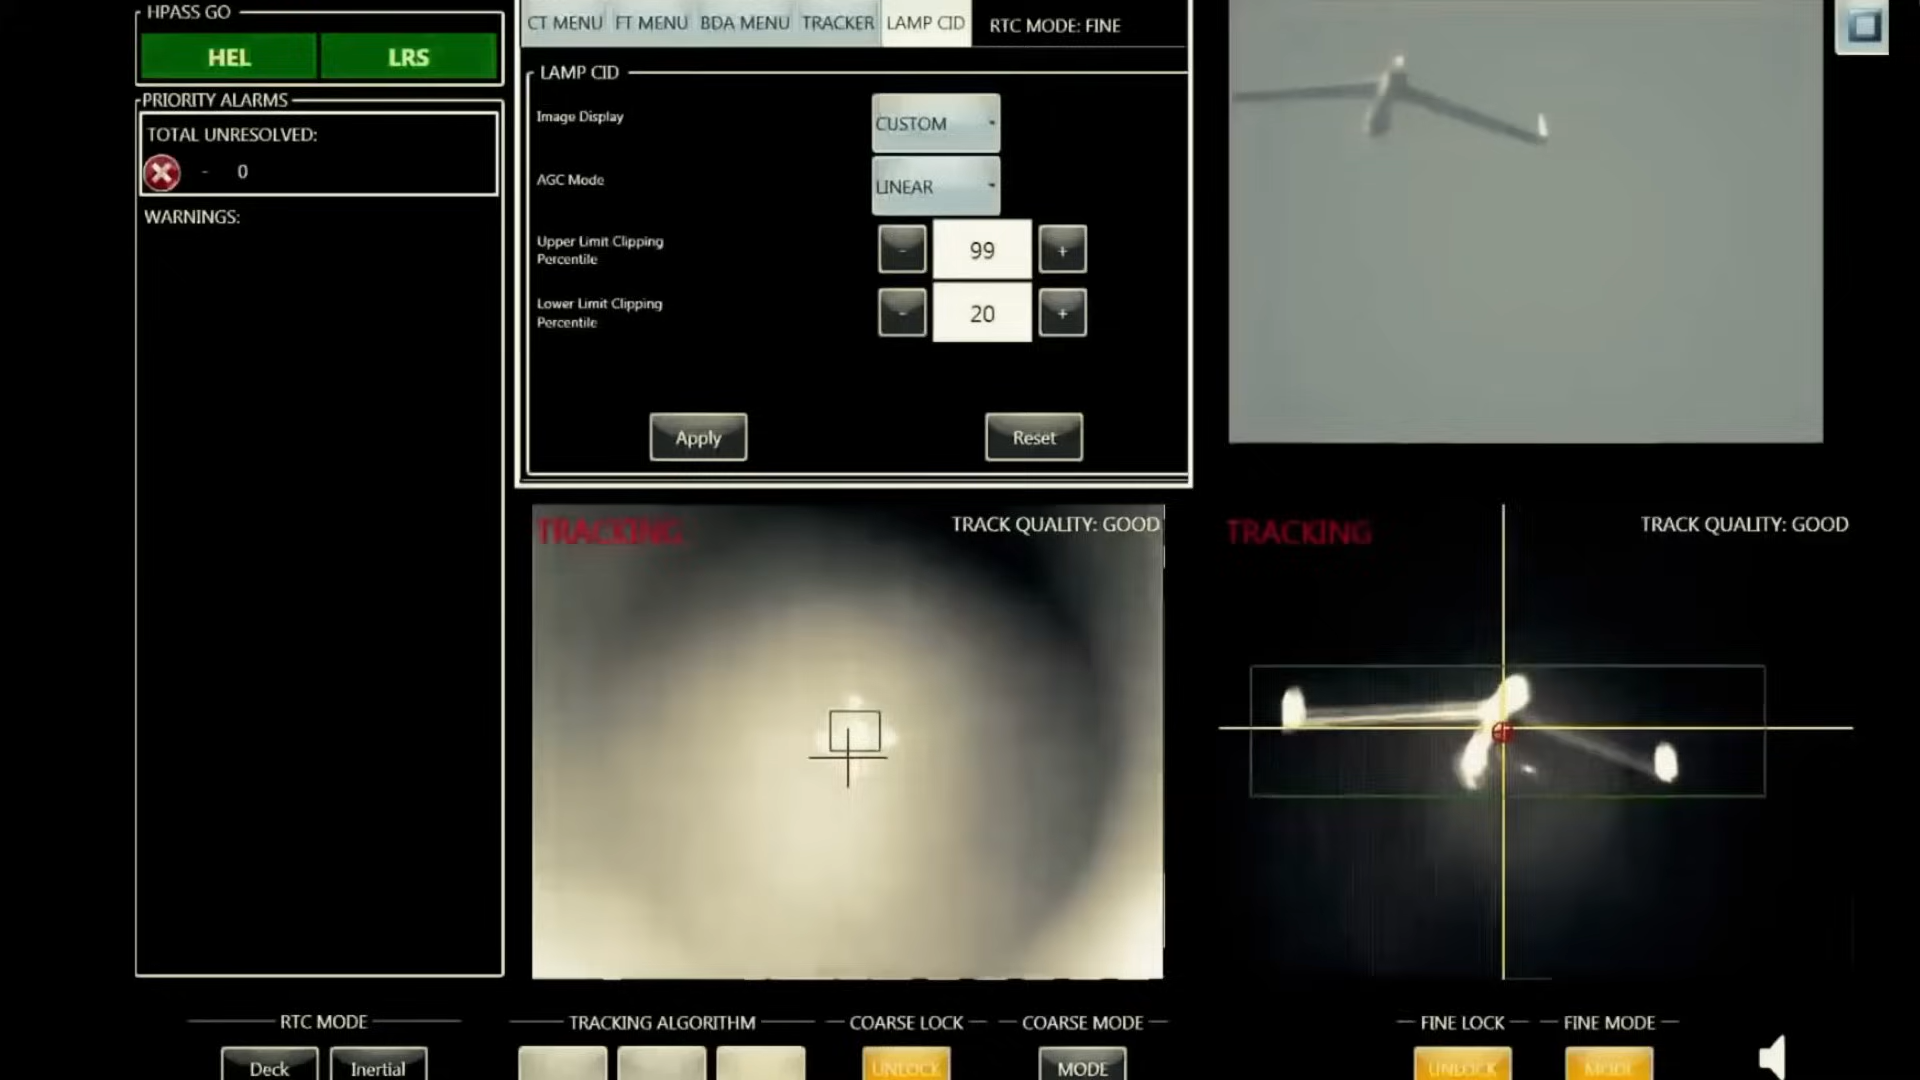 HPASS GO
HEL
LRS
PRIORITY ALARMS
TOTAL UNRESOLVED:
- 0
WARNINGS:
CT MENU
FT MENU
BDA MENU
TRACKER
LAMP CID
RTC MODE: FINE
LAMP CID
Image Display
CUSTOM
AGC Mode
LINEAR
Upper Limit Clipping
Percentile
-
99
+
Lower Limit Clipping
Percentile
-
20
+
Apply
Reset
TRACKING
TRACK QUALITY: GOOD
TRACKING
TRACK QUALITY: GOOD
RTC MODE
TRACKING ALGORITHM
COARSE LOCK
COARSE MODE
FINE LOCK
FINE MODE
Deck
Inertial
UNLOCK
MODE
UNLOCK
MODE